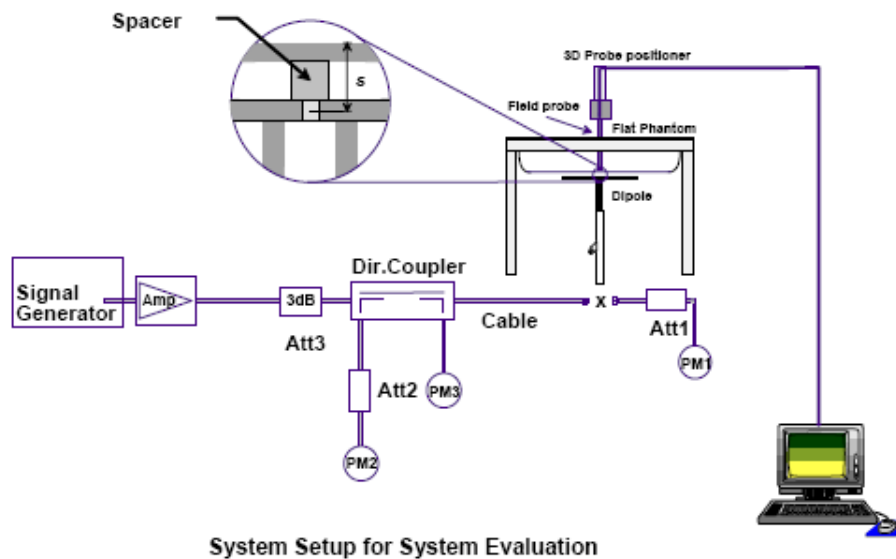 Spacer
s
3D Probe positioner
Field probe
Flat Phantom
Dipole
Signal
Generator
Amp
3dB
Att3
Dir.Coupler
Cable
X
Att1
PM1
Att2
PM3
PM2
System Setup for System Evaluation